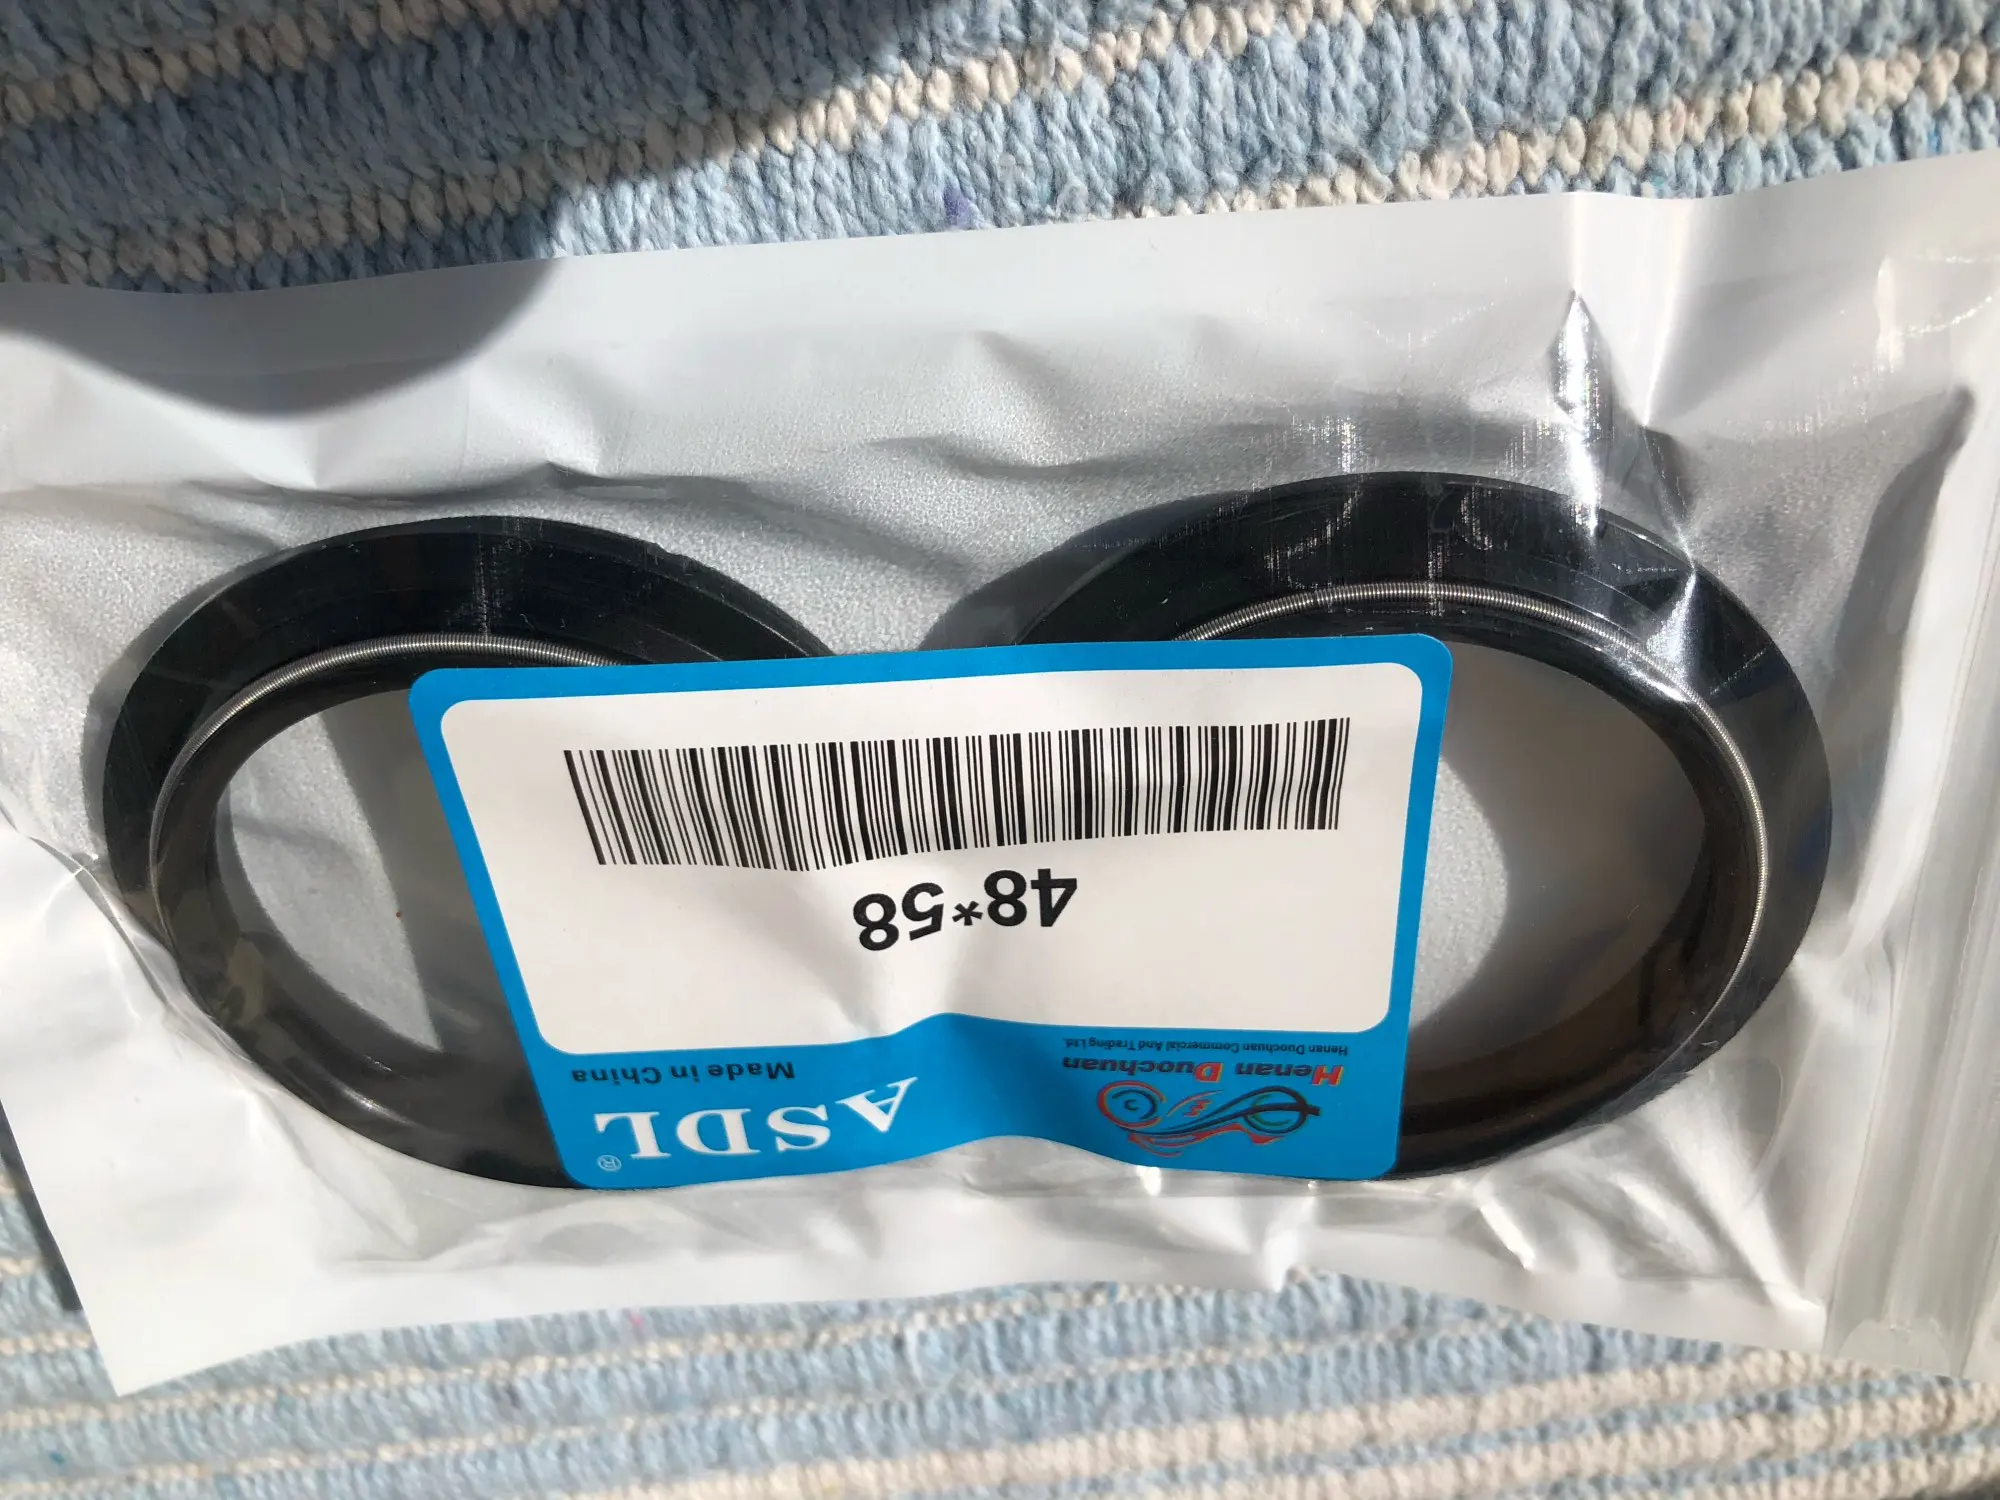 ASDL®
Made in China
Henan Duochuan
Henan Duochuan Commercial And Trading Ltd.
48*58